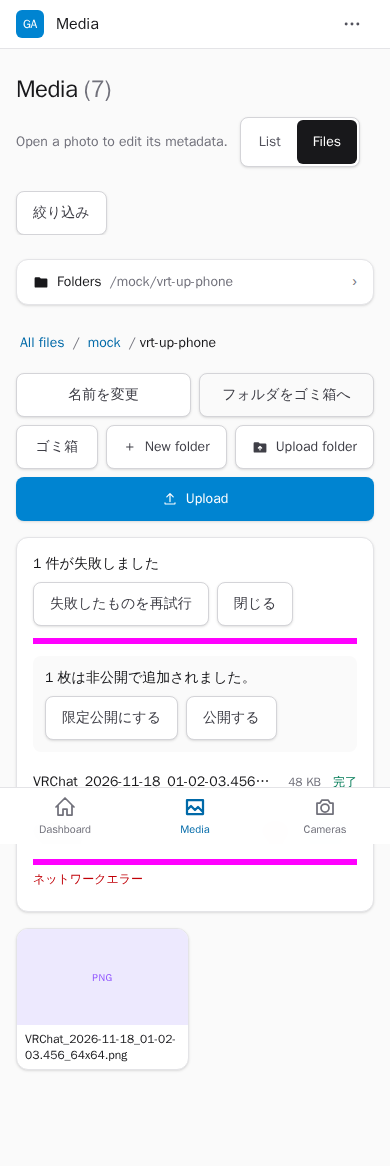 GA Media
Media (7)
Open a photo to edit its metadata. List Files
絞り込み
Folders /mock/vrt-up-phone ›
All files / mock / vrt-up-phone
名前を変更 フォルダをゴミ箱へ
ゴミ箱 + New folder Upload folder
Upload
1 件が失敗しました
失敗したものを再試行 閉じる
1 枚は非公開で追加されました。
限定公開にする 公開する
VRChat_2026-11-18_01-02-03.456… 48 KB 完了
Dashboard Media Cameras
ネットワークエラー
PNG
VRChat_2026-11-18_01-02-
03.456_64x64.png